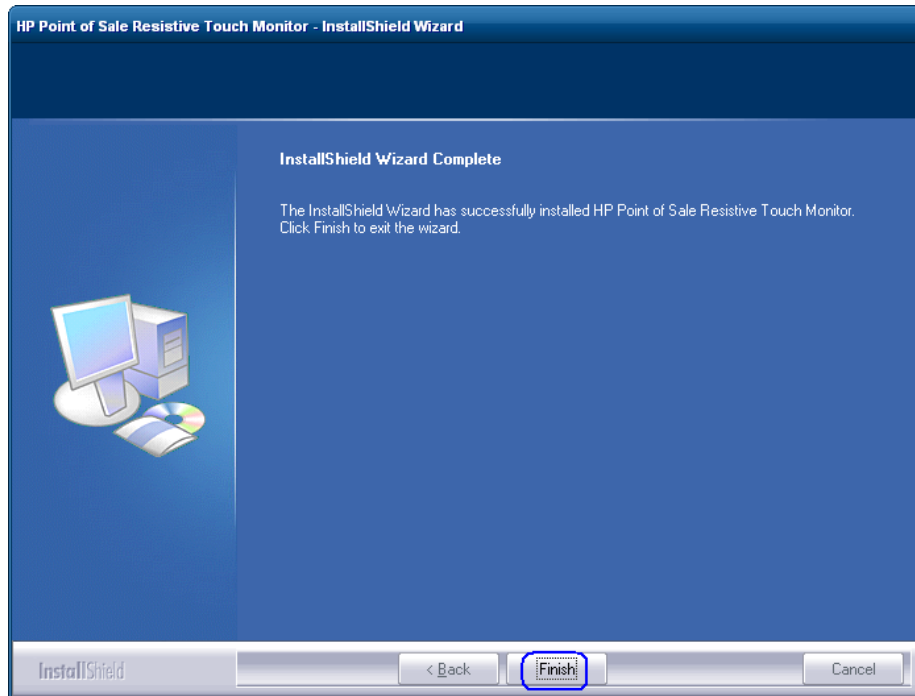 HP Point of Sale Resistive Touch Monitor - InstallShield Wizard
InstallShield Wizard Complete
The InstallShield Wizard has successfully installed HP Point of Sale Resistive Touch Monitor.
Click Finish to exit the wizard.
InstallShield
< Back
Finish
Cancel